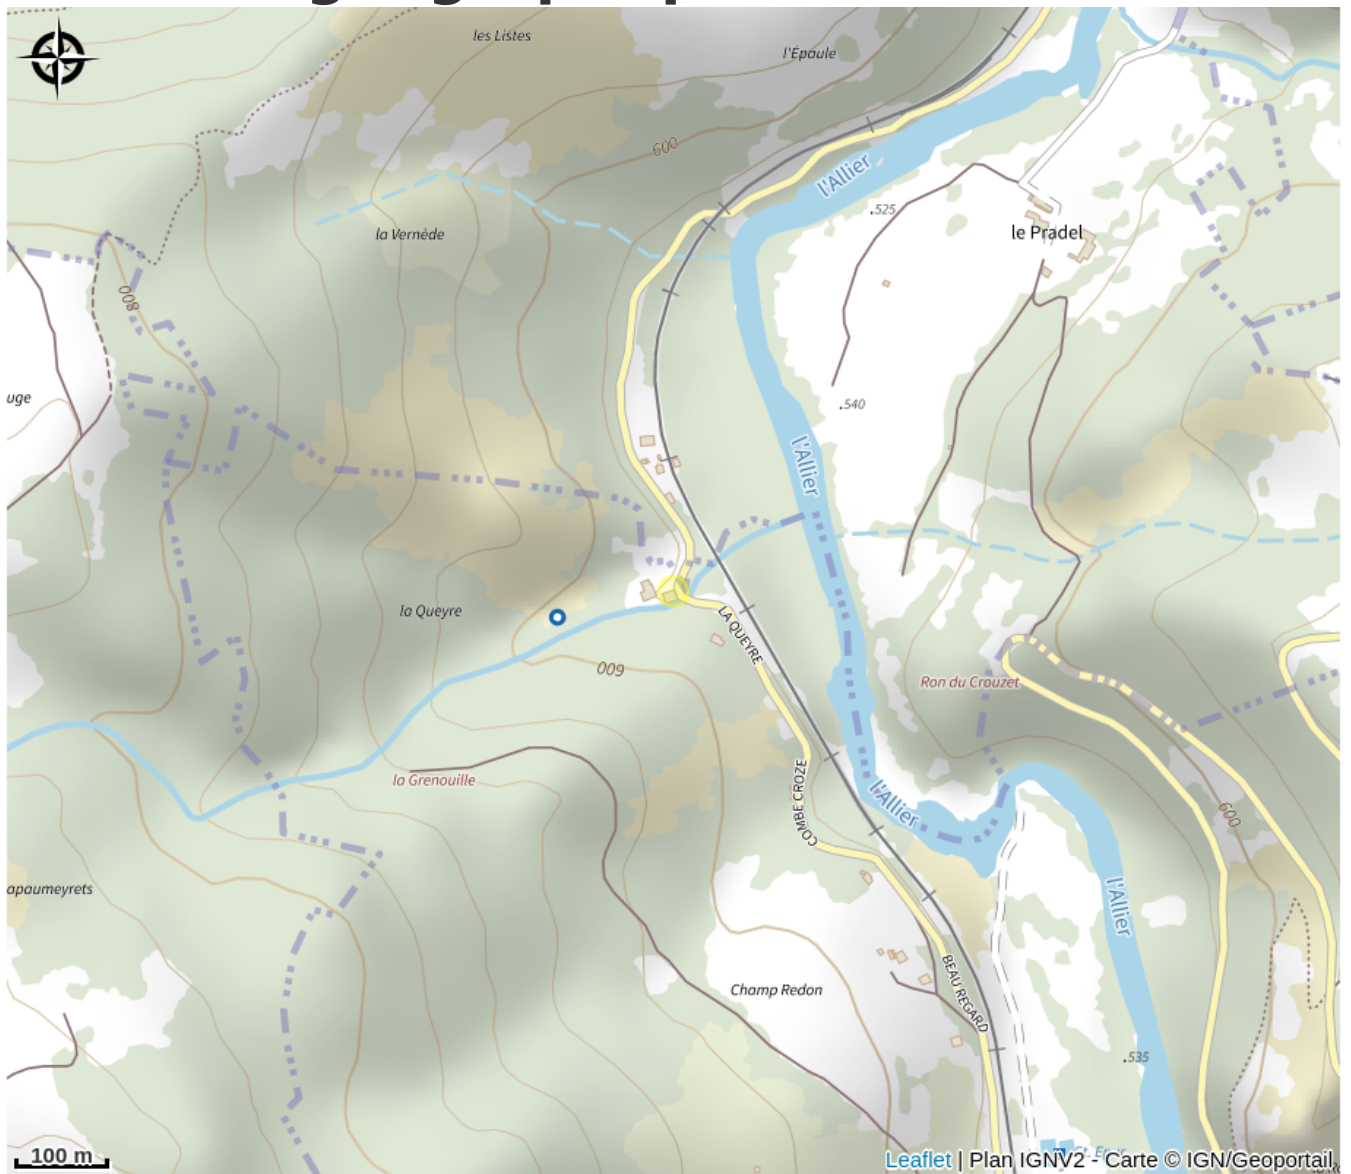 les Listes
l'Épaule
600
l'Allier
.525
la Vernède
le Pradel
800
uge
.540
l'Allier
la Queyre
LA QUEYRE
600
Ron du Crouzet
la Grenouille
COMBE CROZE
l'Allier
600
apaumeyrets
l'Allier
Champ Redon
BEAU REGARD
.535
100 m
Leaflet | Plan IGNV2 - Carte © IGN/Geoportail